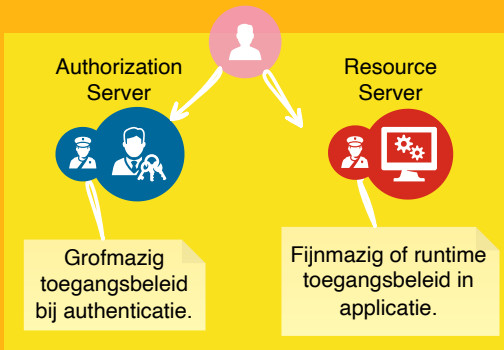 Authorization
Server
Resource
Server
Grofmazig
toegangsbeleid
bij authenticatie.
Fijnmazig of runtime
toegangsbeleid in
applicatie.